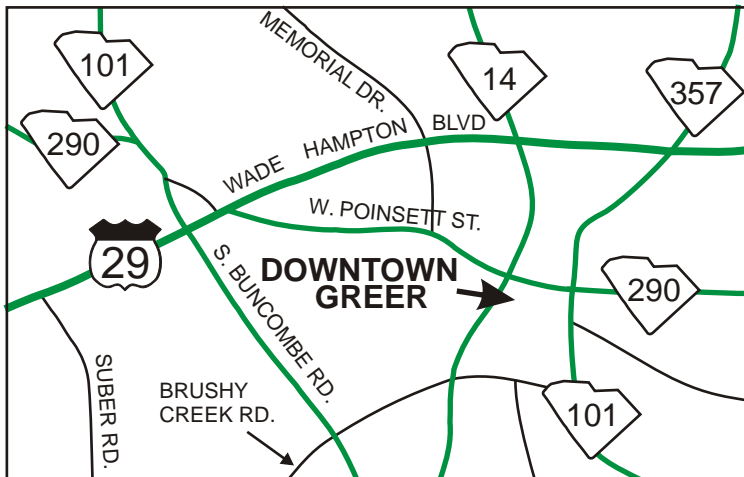 101
MEMORIAL DR.
14
357
290
WADE HAMPTON BLVD
W. POINSETT ST.
29
S. BUNCOMBE RD.
DOWNTOWN
GREER
290
SUBER RD.
BRUSHY
CREEK RD.
101